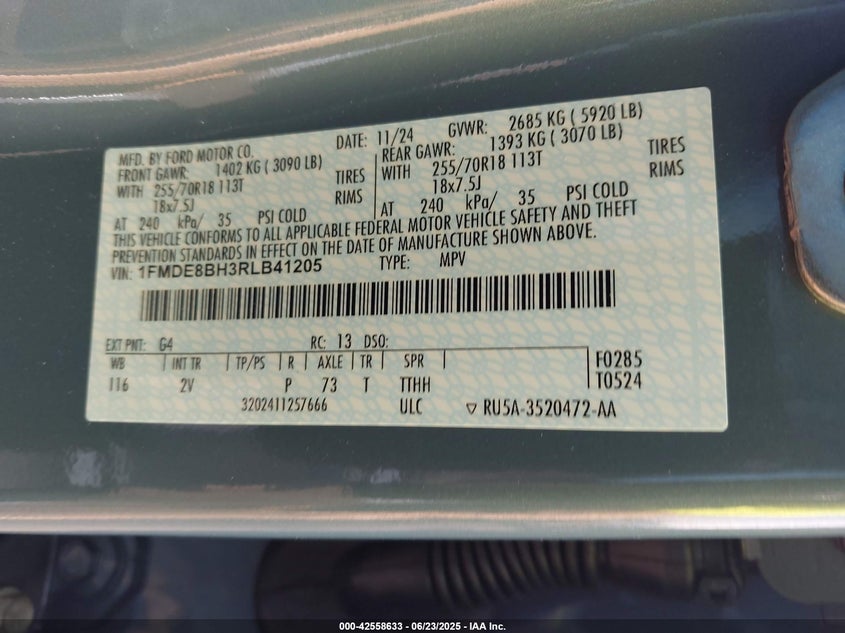 MFD. BY FORD MOTOR CO. DATE: 11/24 GVWR: 2685 KG ( 5920 LB)
FRONT GAWR: 1402 KG ( 3090 LB) REAR GAWR: 1393 KG ( 3070 LB)
WITH 255/70R18 113T TIRES WITH 255/70R18 113T TIRES
18x7.5J RIMS 18x7.5J RIMS
AT 240 kPa/ 35 PSI COLD AT 240 kPa/ 35 PSI COLD
THIS VEHICLE CONFORMS TO ALL APPLICABLE FEDERAL MOTOR VEHICLE SAFETY AND THEFT
PREVENTION STANDARDS IN EFFECT ON THE DATE OF MANUFACTURE SHOWN ABOVE.
VIN: 1FMDE8BH3RLB41205 TYPE: MPV
EXT PNT: G4 RC: 13 DSO:
WB INT TR TP/PS R AXLE TR SPR F0285
116 2V P 73 T TTHH T0524
3202411257666 ULC ▽ RU5A-3520472-AA
000-42558633 - 06/23/2025 - IAA Inc.